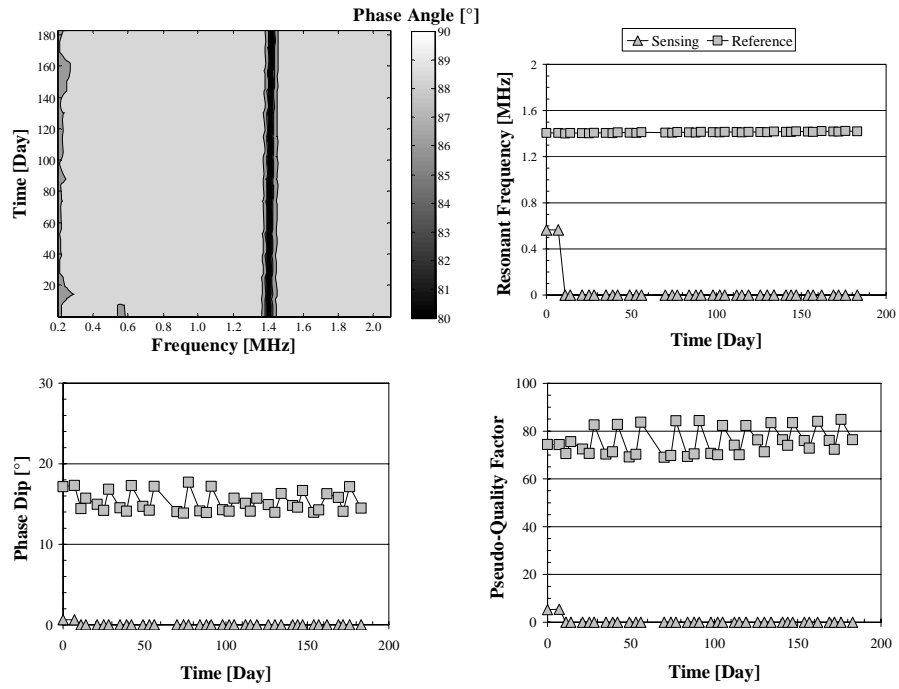 Phase Angle [°]
180
160
140
120
100
80
60
40
20
Time [Day]
0.2 0.4 0.6 0.8 1.0 1.2 1.4 1.6 1.8 2.0
Frequency [MHz]
90
89
88
87
86
85
84
83
82
81
80
Sensing Reference
2
1.6
1.2
0.8
0.4
0
Resonant Frequency [MHz]
0 50 100 150 200
Time [Day]
30
20
10
0
Phase Dip [°]
0 50 100 150 200
Time [Day]
100
80
60
40
20
0
Pseudo-Quality Factor
0 50 100 150 200
Time [Day]